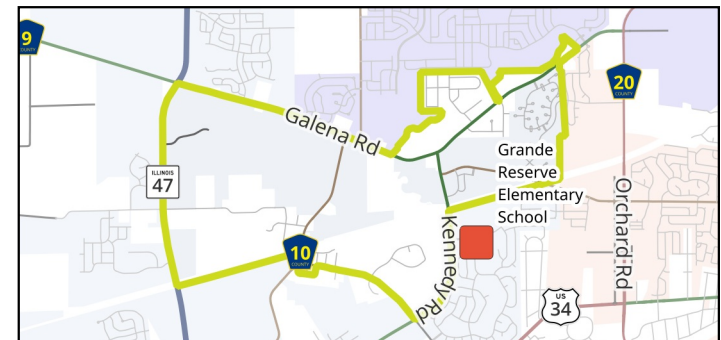 9
COUNTY
20
COUNTY
Galena Rd
Grande
Reserve
Elementary
School
ILLINOIS
47
Orchard Rd
10
COUNTY
Kennedy Rd
US
34